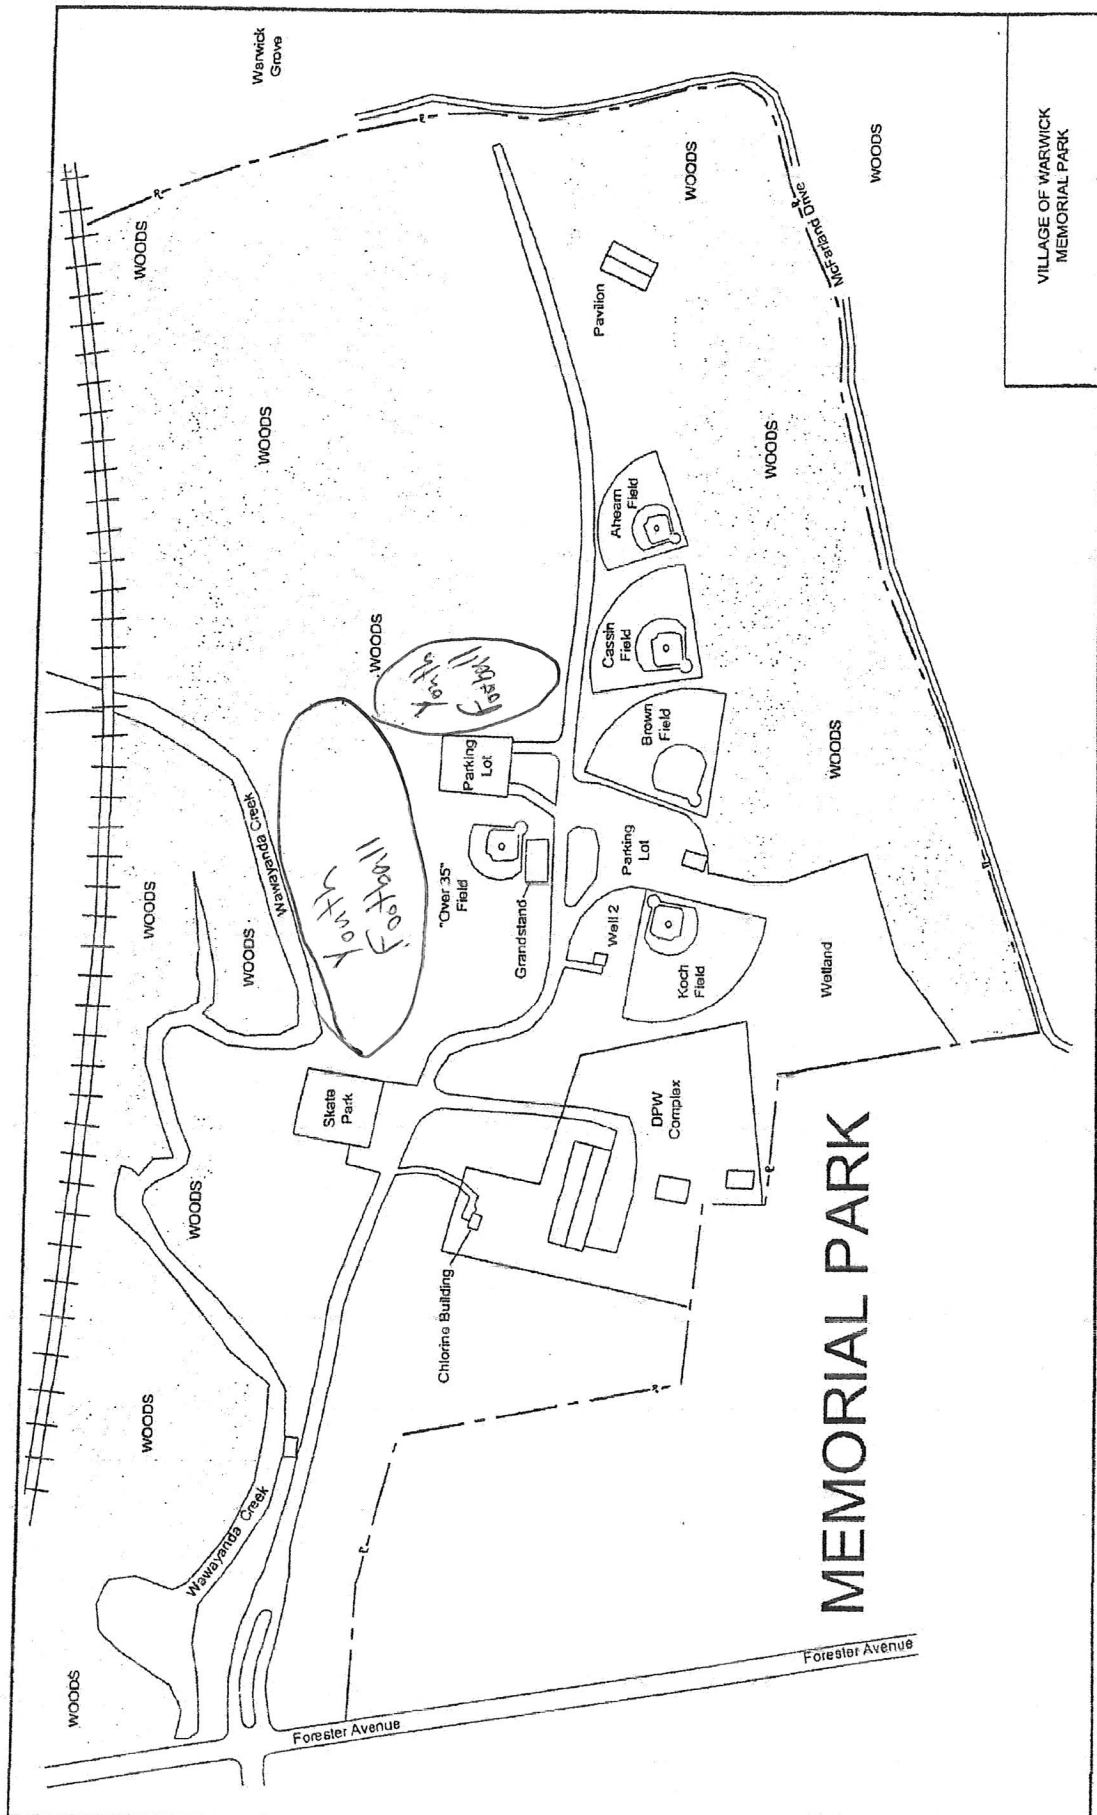 Warwick
Grove
WOODS
WOODS
WOODS
Wawayanda Creek
WOODS
WOODS
WOODS
WOODS
WOODS
Wawayanda Creek
Youth
Football
Youth
Football
Parking
Lot
"Over 35"
Field
Grandstand
Skate
Park
Chlorine Building
Well 2
Parking
Lot
Koch
Field
Brown
Field
Cassin
Field
Ahearn
Field
Pavilion
WOODS
WOODS
WOODS
WOODS
McFarland Drive
Wetland
DPW
Complex
Forester Avenue
Forester Avenue
MEMORIAL PARK
VILLAGE OF WARWICK
MEMORIAL PARK